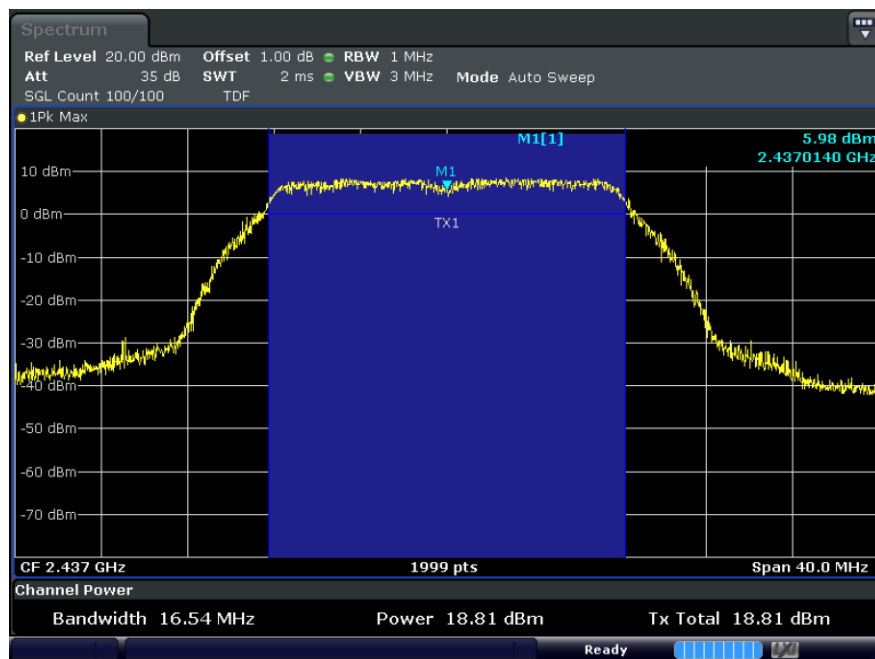 Spectrum
Ref Level 20.00 dBm Offset 1.00 dB RBW 1 MHz
Att 35 dB SWT 2 ms VBW 3 MHz Mode Auto Sweep
SGL Count 100/100 TDF
1Pk Max
M1[1] 5.98 dBm
2.4370140 GHz
10 dBm
M1
0 dBm
TX1
-10 dBm
-20 dBm
-30 dBm
-40 dBm
-50 dBm
-60 dBm
-70 dBm
CF 2.437 GHz 1999 pts Span 40.0 MHz
Channel Power
Bandwidth 16.54 MHz Power 18.81 dBm Tx Total 18.81 dBm
Ready